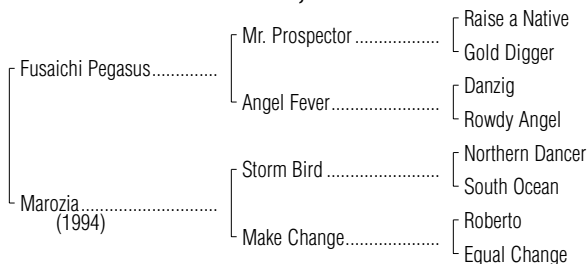 Raise a Native
Mr. Prospector ....................
Gold Digger
Fusaichi Pegasus..............
Danzig
Angel Fever..........................
Rowdy Angel
Northern Dancer
Storm Bird ...........................
South Ocean
Marozia.............................
(1994)
Roberto
Make Change.......................
Equal Change